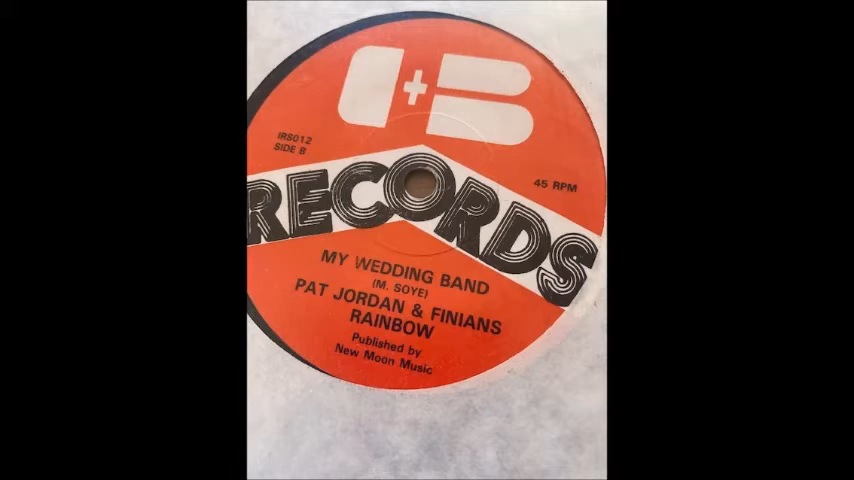 I+B
IRS012
SIDE B
45 RPM
RECORDS
MY WEDDING BAND
(M. SOYE)
PAT JORDAN & FINIANS
RAINBOW
Published by
New Moon Music